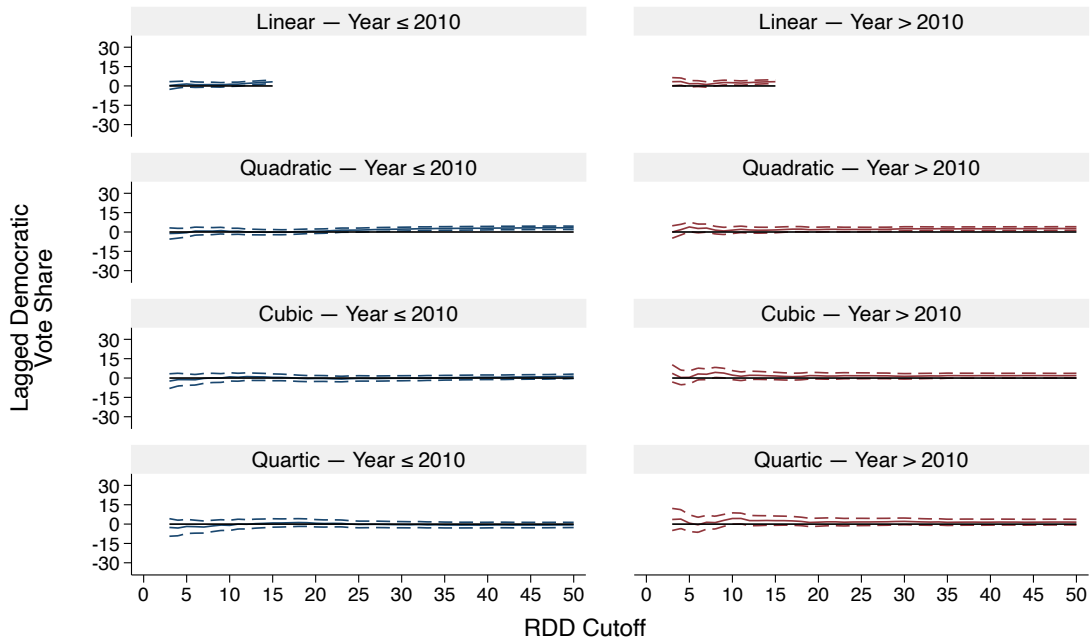 Linear — Year ≤ 2010
Linear — Year > 2010
30
15
0
-15
-30
Quadratic — Year ≤ 2010
Quadratic — Year > 2010
30
15
0
-15
-30
Cubic — Year ≤ 2010
Cubic — Year > 2010
30
15
0
-15
-30
Quartic — Year ≤ 2010
Quartic — Year > 2010
30
15
0
-15
-30
Lagged Democratic
Vote Share
0 5 10 15 20 25 30 35 40 45 50
0 5 10 15 20 25 30 35 40 45 50
RDD Cutoff